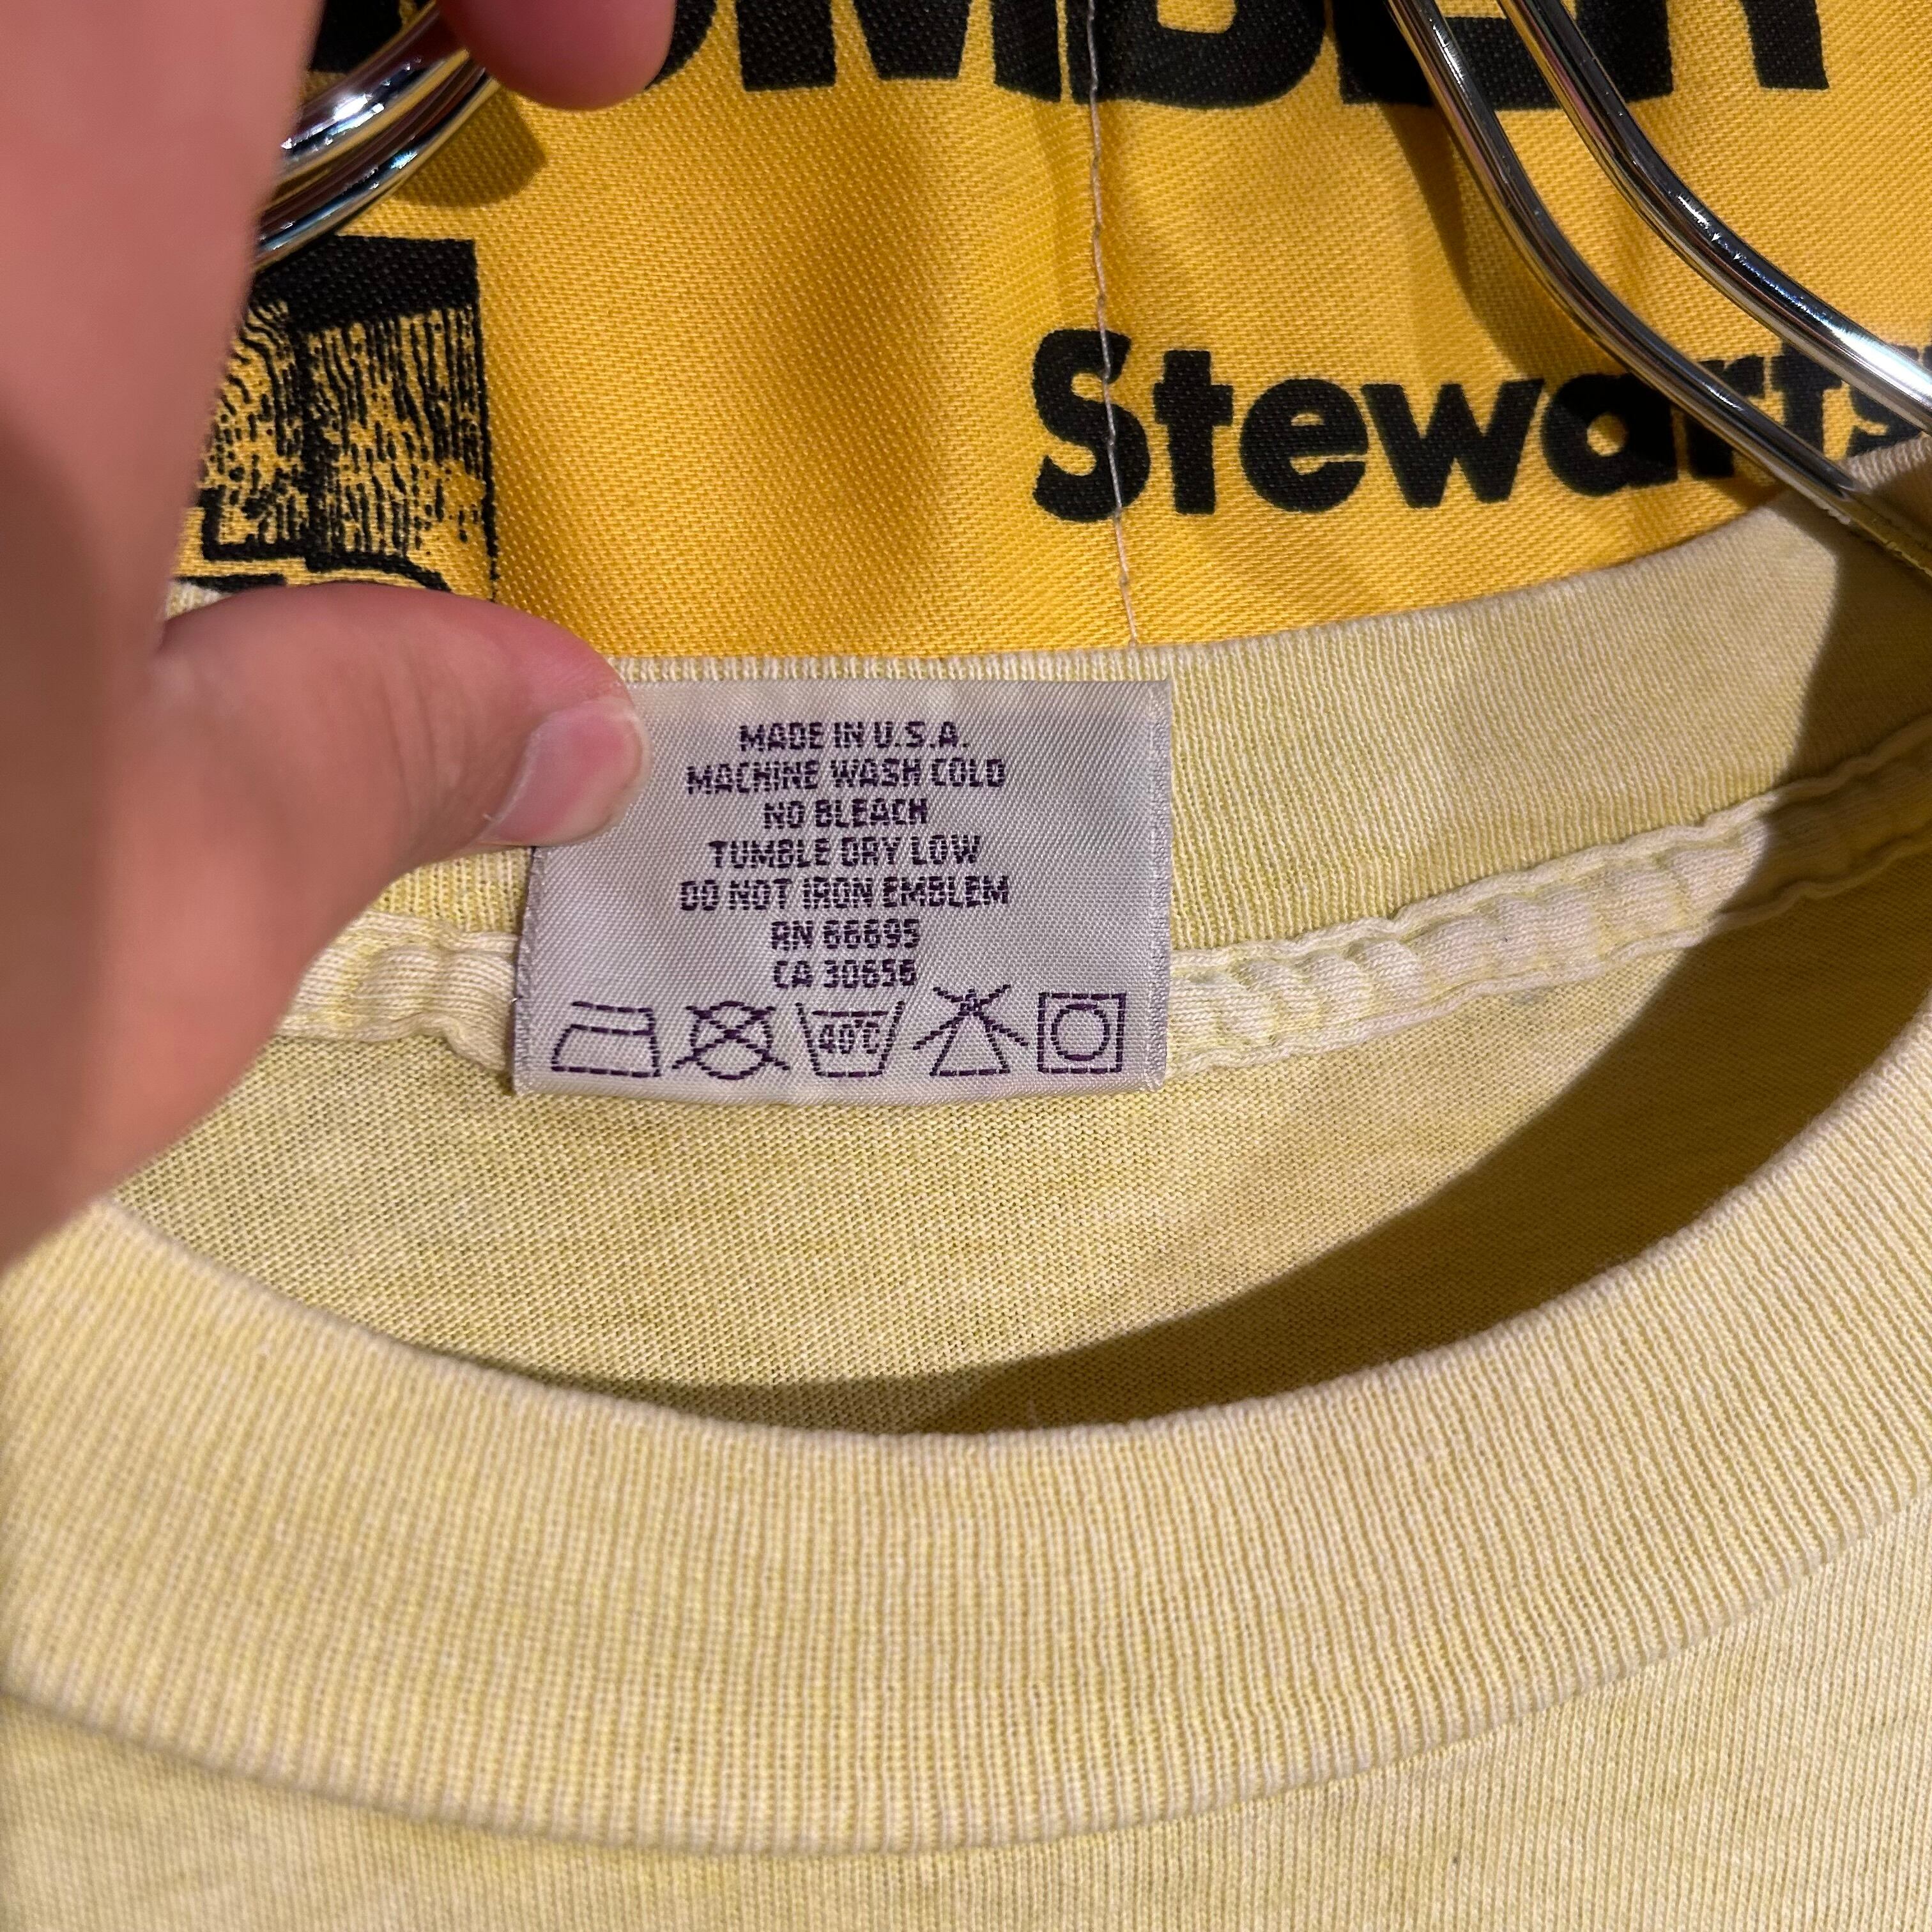 Stewarts
MADE IN U.S.A.
MACHINE WASH COLD
NO BLEACH
TUMBLE DRY LOW
DO NOT IRON EMBLEM
RN 66695
CA 30656
40°C